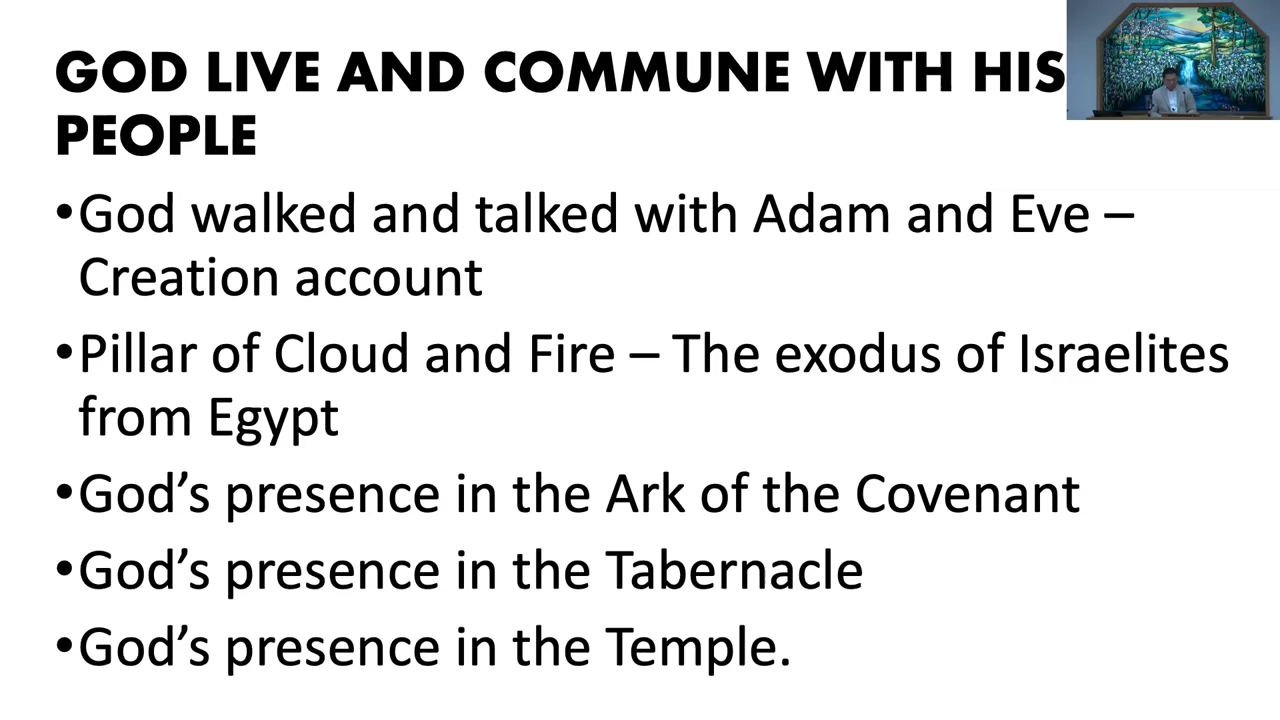 GOD LIVE AND COMMUNE WITH HIS
PEOPLE
•God walked and talked with Adam and Eve –
Creation account
•Pillar of Cloud and Fire – The exodus of Israelites
from Egypt
•God’s presence in the Ark of the Covenant
•God’s presence in the Tabernacle
•God’s presence in the Temple.